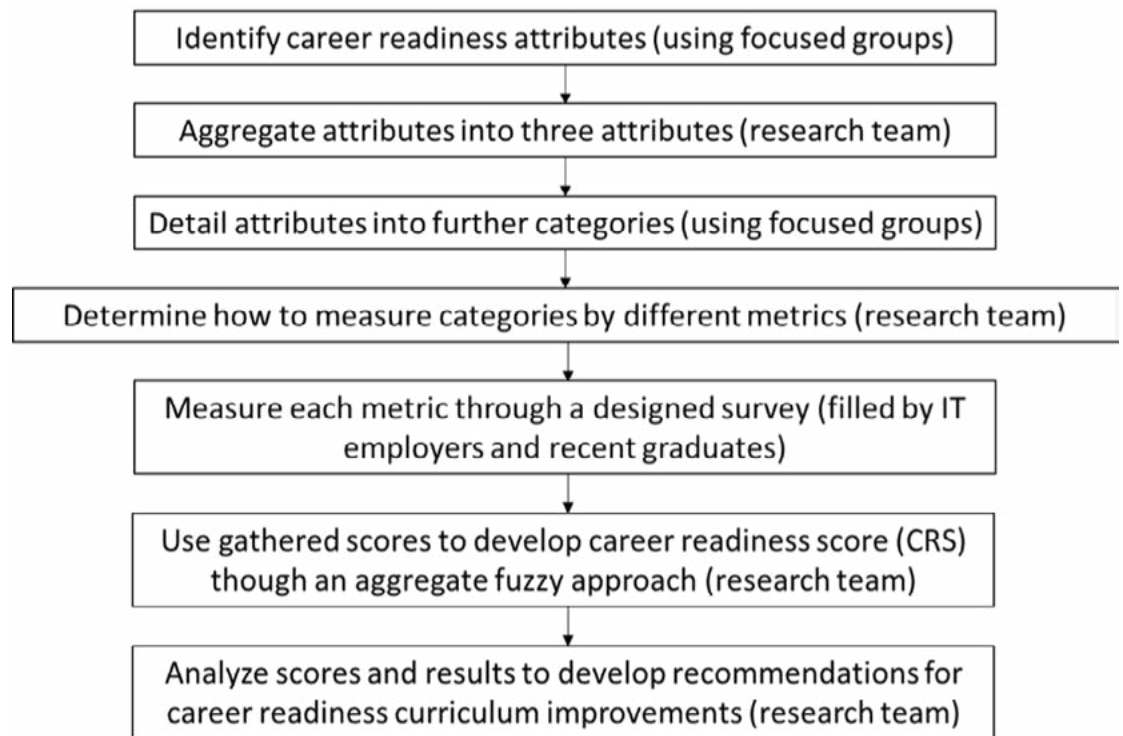 Identify career readiness attributes (using focused groups)
Aggregate attributes into three attributes (research team)
Detail attributes into further categories (using focused groups)
Determine how to measure categories by different metrics (research team)
Measure each metric through a designed survey (filled by IT
employers and recent graduates)
Use gathered scores to develop career readiness score (CRS)
though an aggregate fuzzy approach (research team)
Analyze scores and results to develop recommendations for
career readiness curriculum improvements (research team)